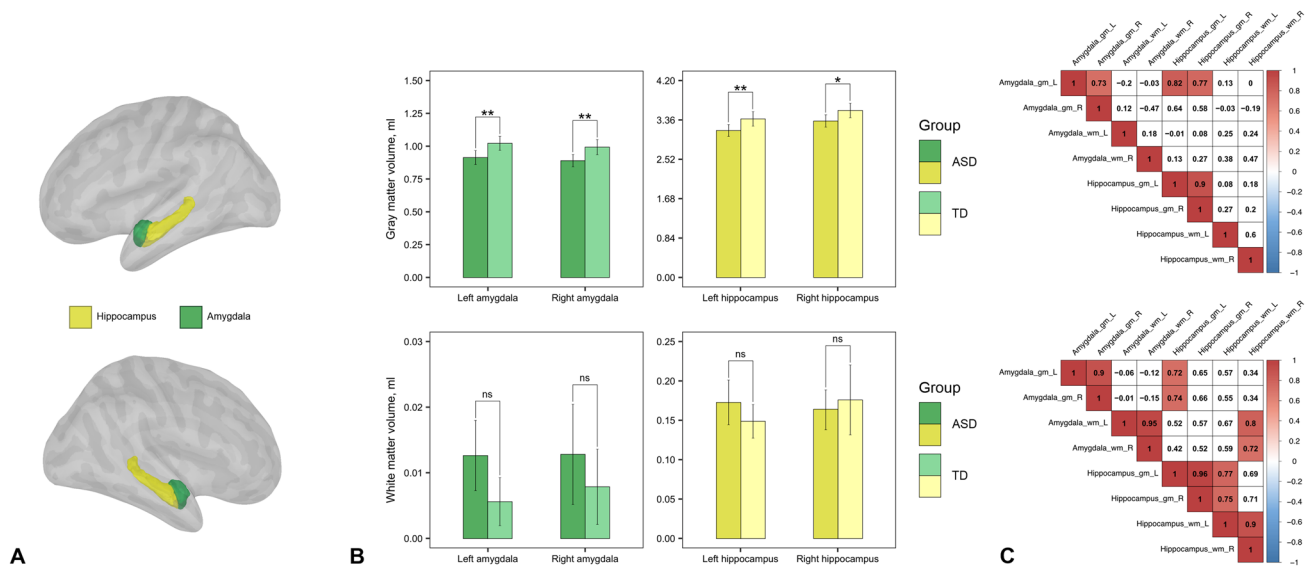 Hippocampus Amygdala
A
Gray matter volume, ml
1.50
1.25
1.00
0.75
0.50
0.25
0.00
** **
Left amygdala Right amygdala
4.20
3.36
2.52
1.68
0.84
0.00
** *
Left hippocampus Right hippocampus
Group
ASD
TD
White matter volume, ml
0.03
0.02
0.01
0.00
ns ns
Left amygdala Right amygdala
0.25
0.20
0.15
0.10
0.05
0.00
ns ns
Left hippocampus Right hippocampus
Group
ASD
TD
B
Amygdala_gm_L
Amygdala_gm_R
Amygdala_wm_L
Amygdala_wm_R
Hippocampus_gm_L
Hippocampus_gm_R
Hippocampus_wm_L
Hippocampus_wm_R
Amygdala_gm_L 1 0.73 −0.2 −0.03 0.82 0.77 0.13 0
Amygdala_gm_R 1 0.12 −0.47 0.64 0.58 −0.03 −0.19
Amygdala_wm_L 1 0.18 −0.01 0.08 0.25 0.24
Amygdala_wm_R 1 0.13 0.27 0.38 0.47
Hippocampus_gm_L 1 0.9 0.08 0.18
Hippocampus_gm_R 1 0.27 0.2
Hippocampus_wm_L 1 0.6
Hippocampus_wm_R 1
1
0.8
0.6
0.4
0.2
0
−0.2
−0.4
−0.6
−0.8
−1
Amygdala_gm_L
Amygdala_gm_R
Amygdala_wm_L
Amygdala_wm_R
Hippocampus_gm_L
Hippocampus_gm_R
Hippocampus_wm_L
Hippocampus_wm_R
Amygdala_gm_L 1 0.9 −0.06 −0.12 0.72 0.65 0.57 0.34
Amygdala_gm_R 1 −0.01 −0.15 0.74 0.66 0.55 0.34
Amygdala_wm_L 1 0.95 0.52 0.57 0.67 0.8
Amygdala_wm_R 1 0.42 0.52 0.59 0.72
Hippocampus_gm_L 1 0.96 0.77 0.69
Hippocampus_gm_R 1 0.75 0.71
Hippocampus_wm_L 1 0.9
Hippocampus_wm_R 1
1
0.8
0.6
0.4
0.2
0
−0.2
−0.4
−0.6
−0.8
−1
C